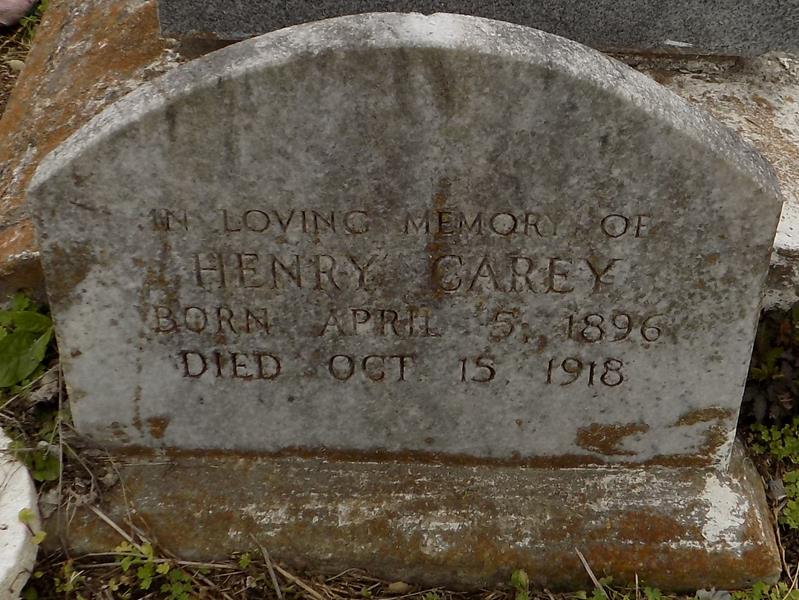 IN LOVING MEMORY OF
HENRY CAREY
BORN APRIL 5, 1896
DIED OCT 15, 1918